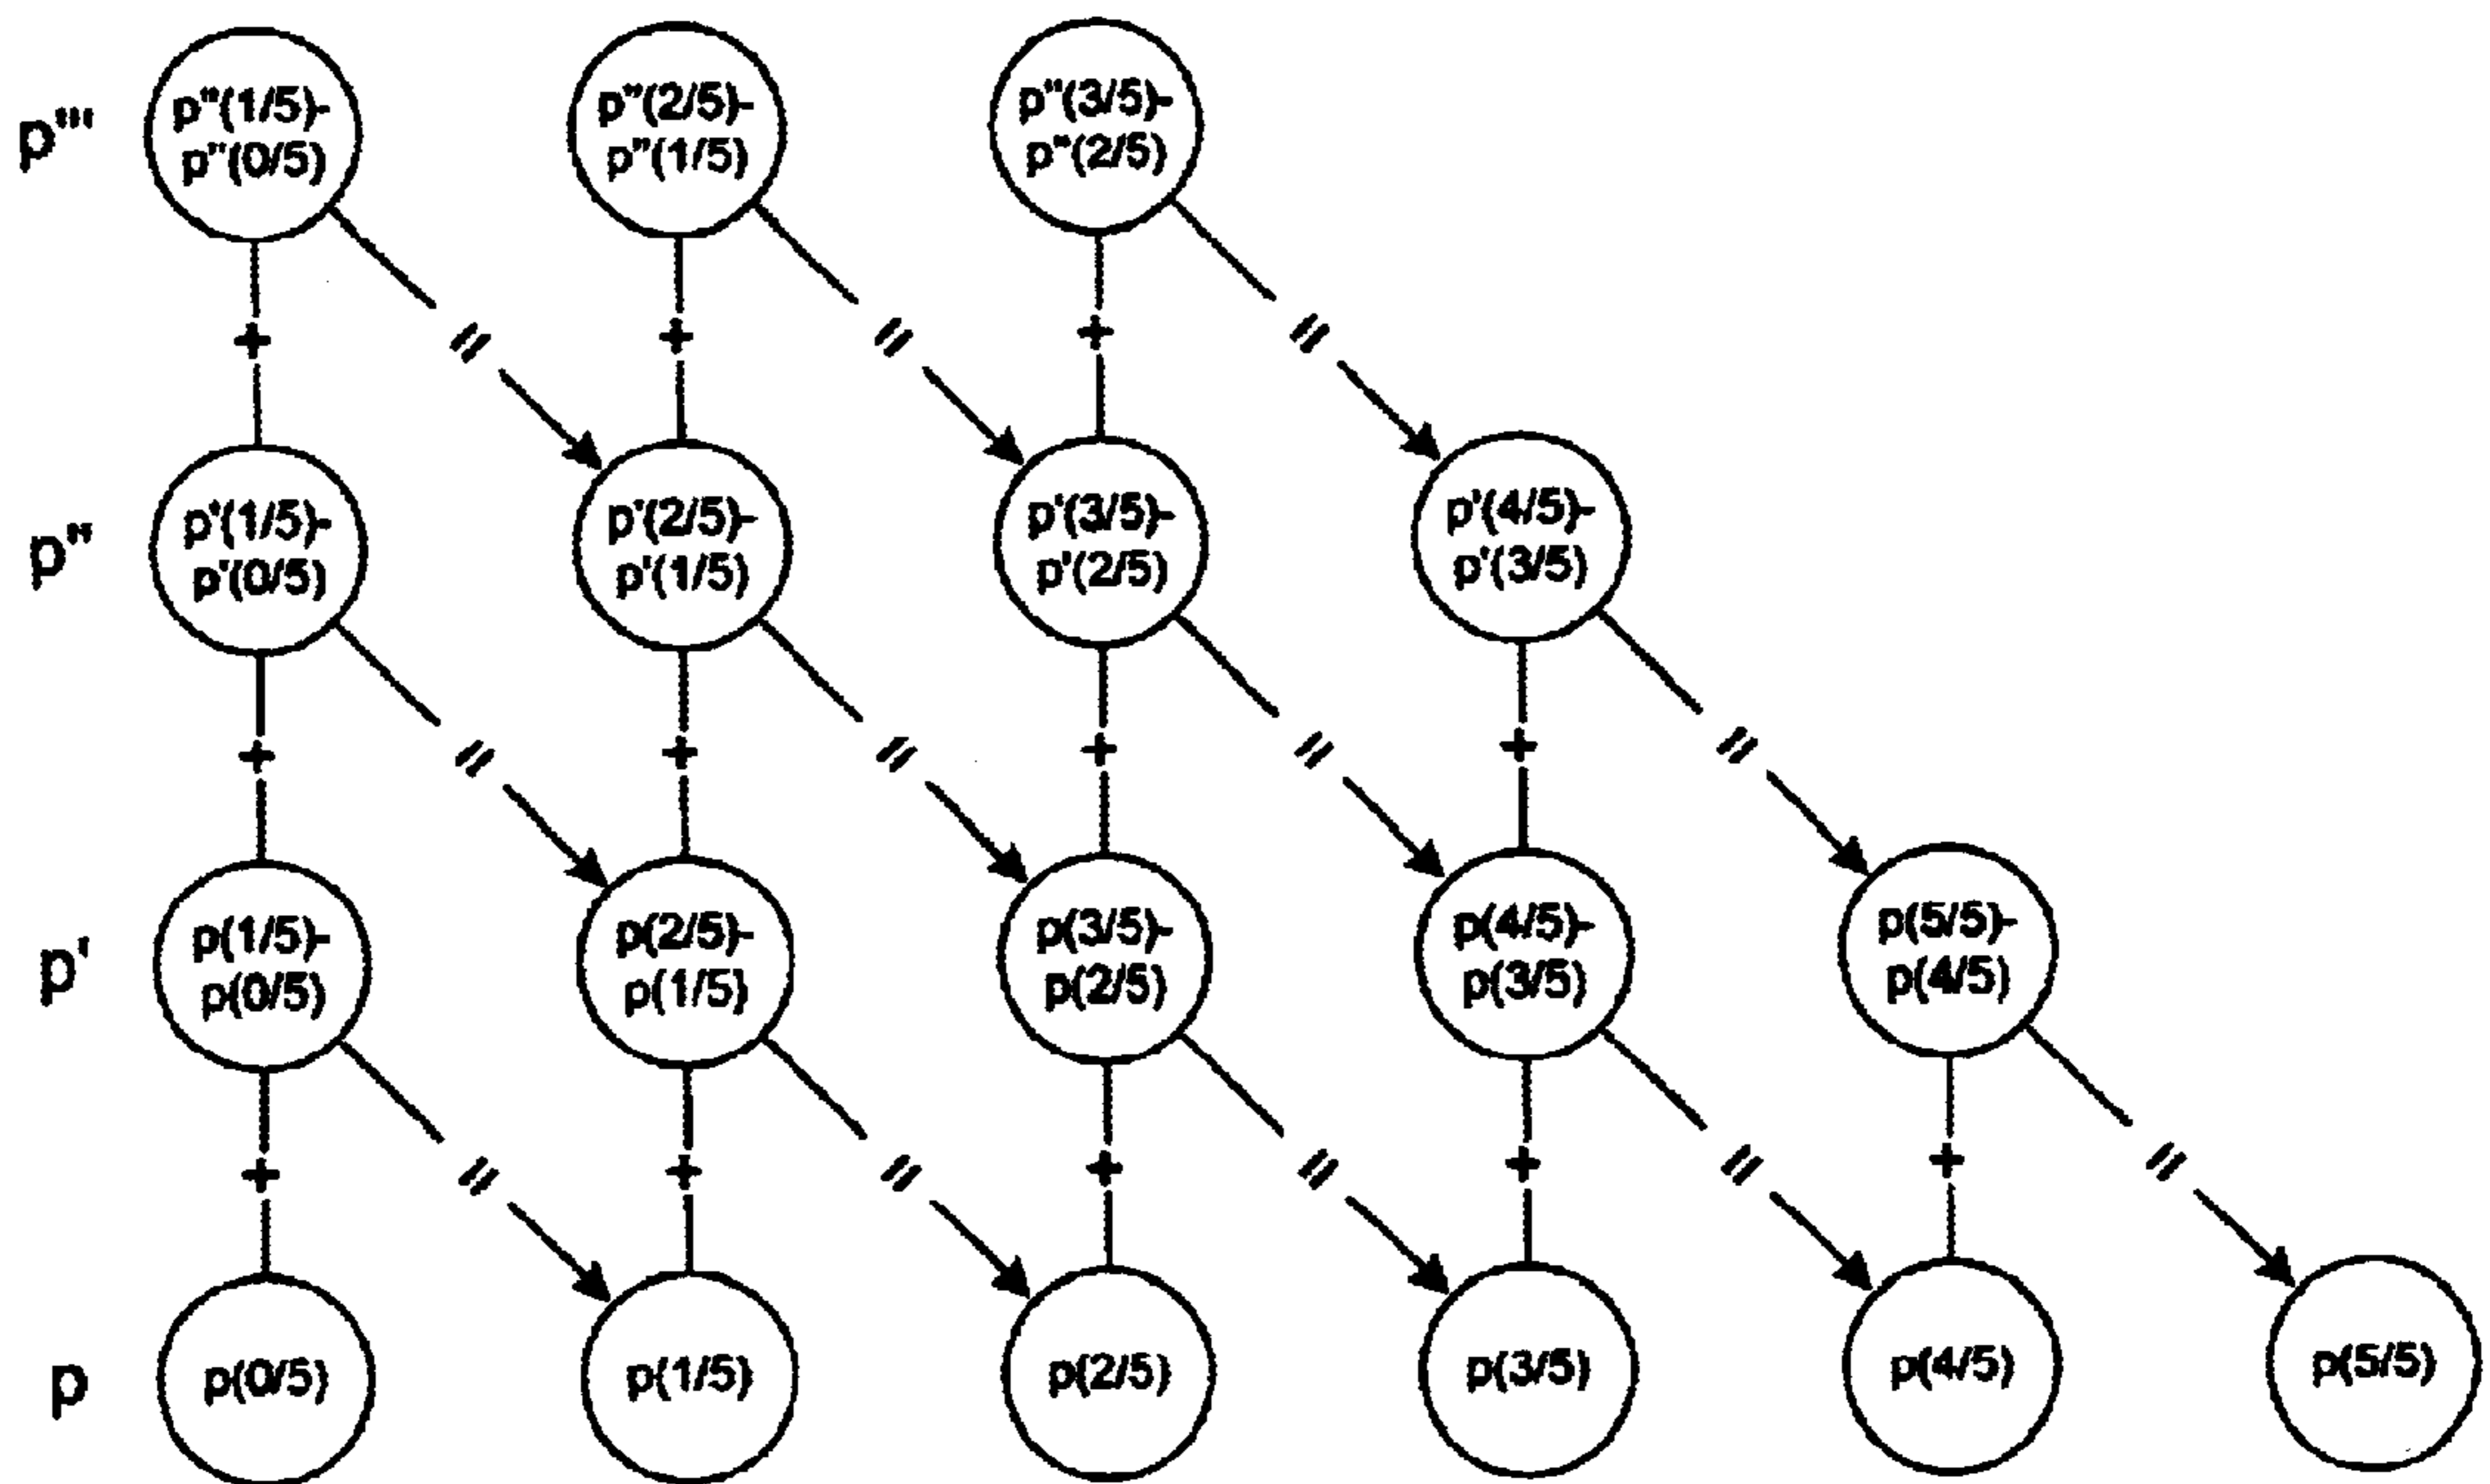 p'''
p"(1/5)-
p"(0/5)
p"(2/5)-
p"(1/5)
p"(3/5)-
p"(2/5)
+ = + = + =
p"
p'(1/5)-
p'(0/5)
p'(2/5)-
p'(1/5)
p'(3/5)-
p'(2/5)
p'(4/5)-
p'(3/5)
+ = + = + = + =
p'
p(1/5)-
p(0/5)
p(2/5)-
p(1/5)
p(3/5)-
p(2/5)
p(4/5)-
p(3/5)
p(5/5)-
p(4/5)
+ = + = + = + = + =
p
p(0/5)
p(1/5)
p(2/5)
p(3/5)
p(4/5)
p(5/5)